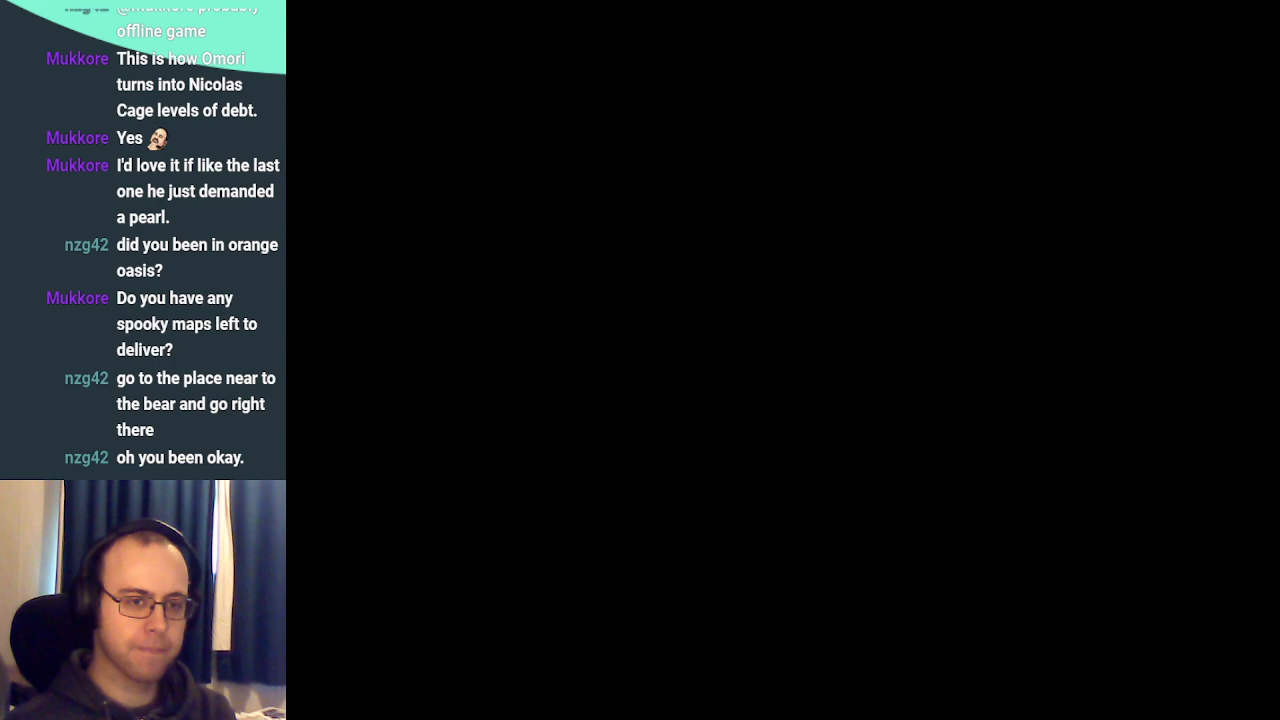 nzg42 @Mukkore probably
offline game
Mukkore This is how Omori
turns into Nicolas
Cage levels of debt.
Mukkore Yes
Mukkore I'd love it if like the last
one he just demanded
a pearl.
nzg42 did you been in orange
oasis?
Mukkore Do you have any
spooky maps left to
deliver?
nzg42 go to the place near to
the bear and go right
there
nzg42 oh you been okay.